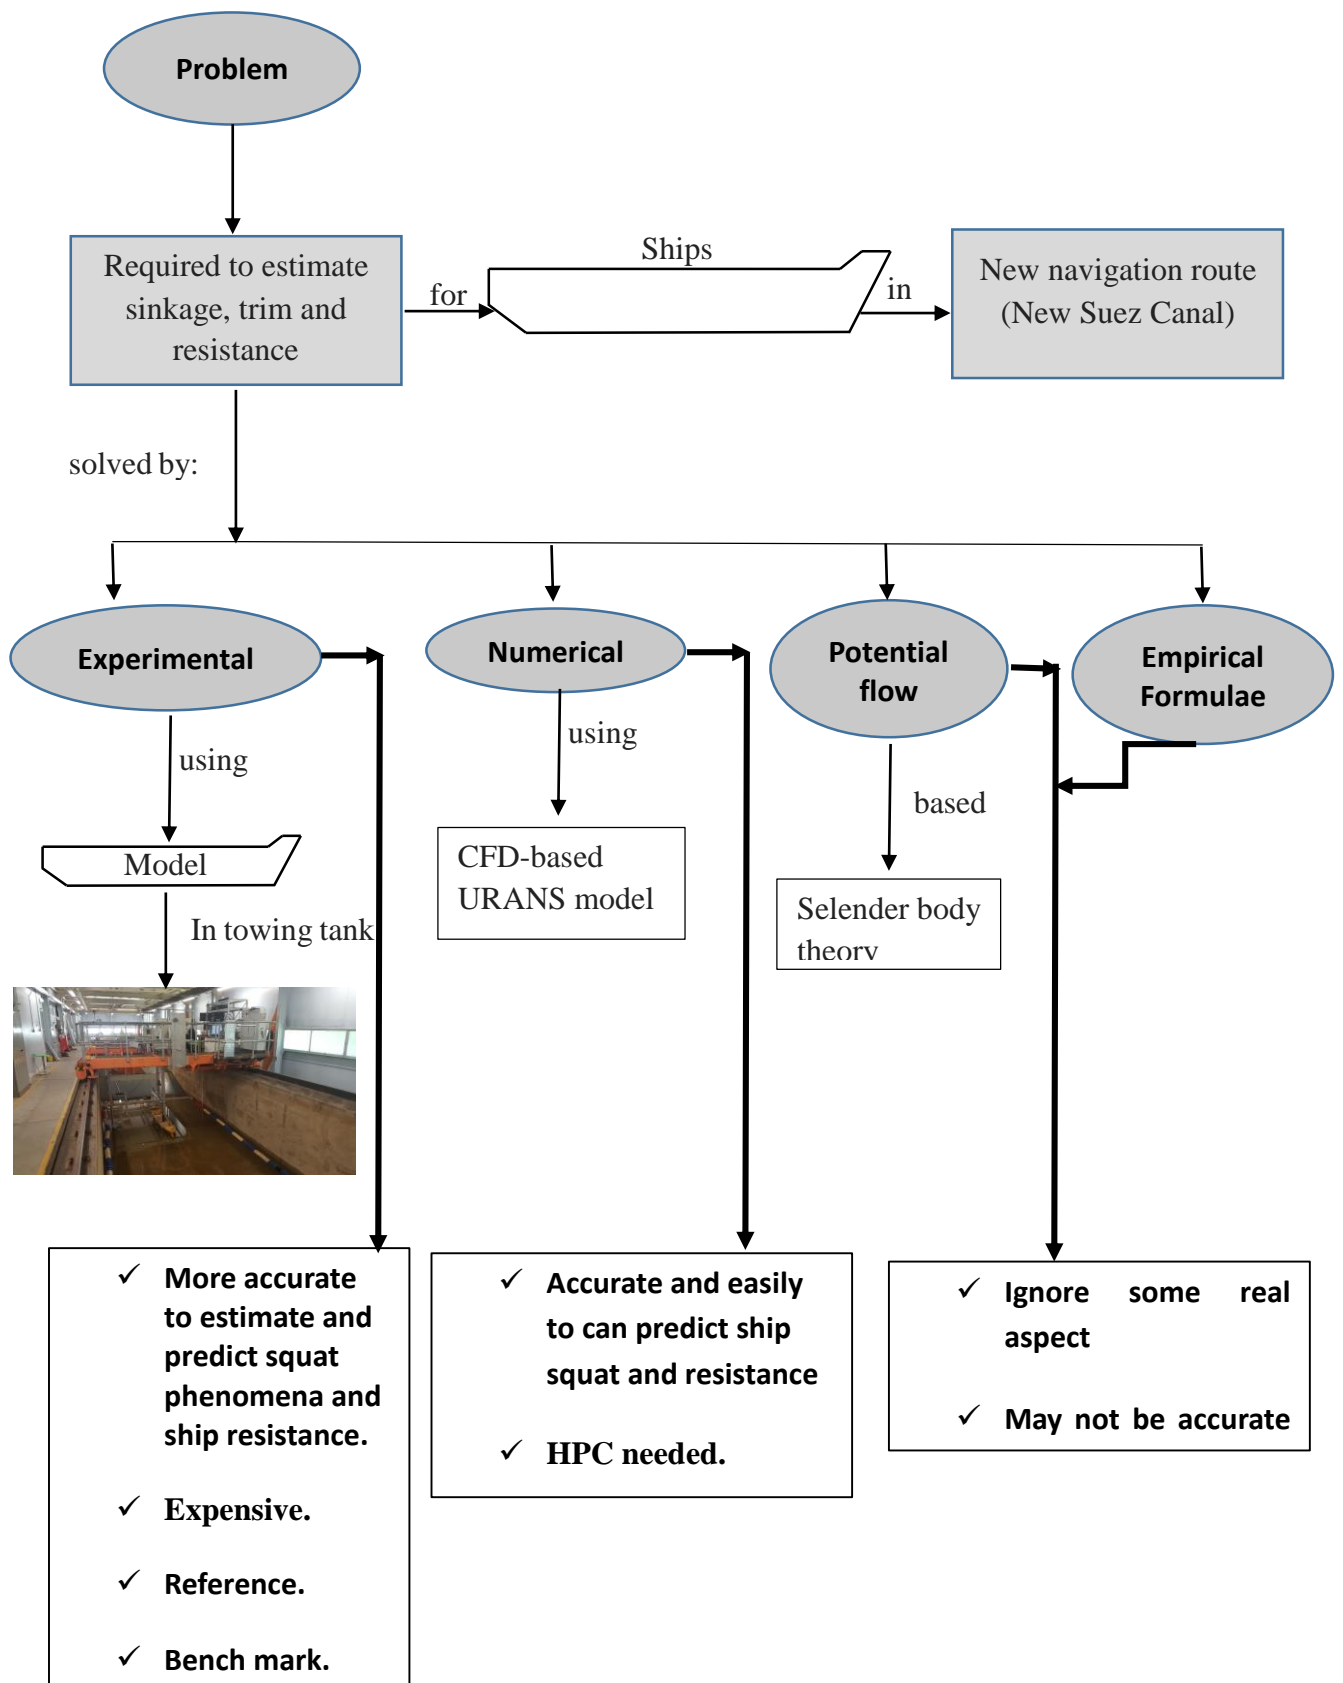 Problem
Required to estimate
sinkage, trim and
resistance
for
Ships
in
New navigation route
(New Suez Canal)
solved by:
Experimental
Numerical
Potential
flow
Empirical
Formulae
using
using
based
Model
CFD-based
URANS model
Selender body
theory
In towing tank
✓ More accurate
to estimate and
predict squat
phenomena and
ship resistance.
✓ Expensive.
✓ Reference.
✓ Bench mark.
✓ Accurate and easily
to can predict ship
squat and resistance
✓ HPC needed.
✓ Ignore some real
aspect
✓ May not be accurate